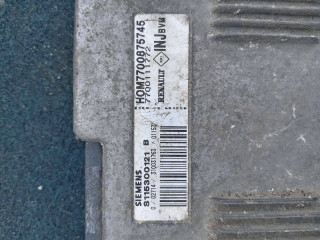 HOM7700875745
7700111772
RENAULT INJ BVM
SIEMENS
S115300121 B